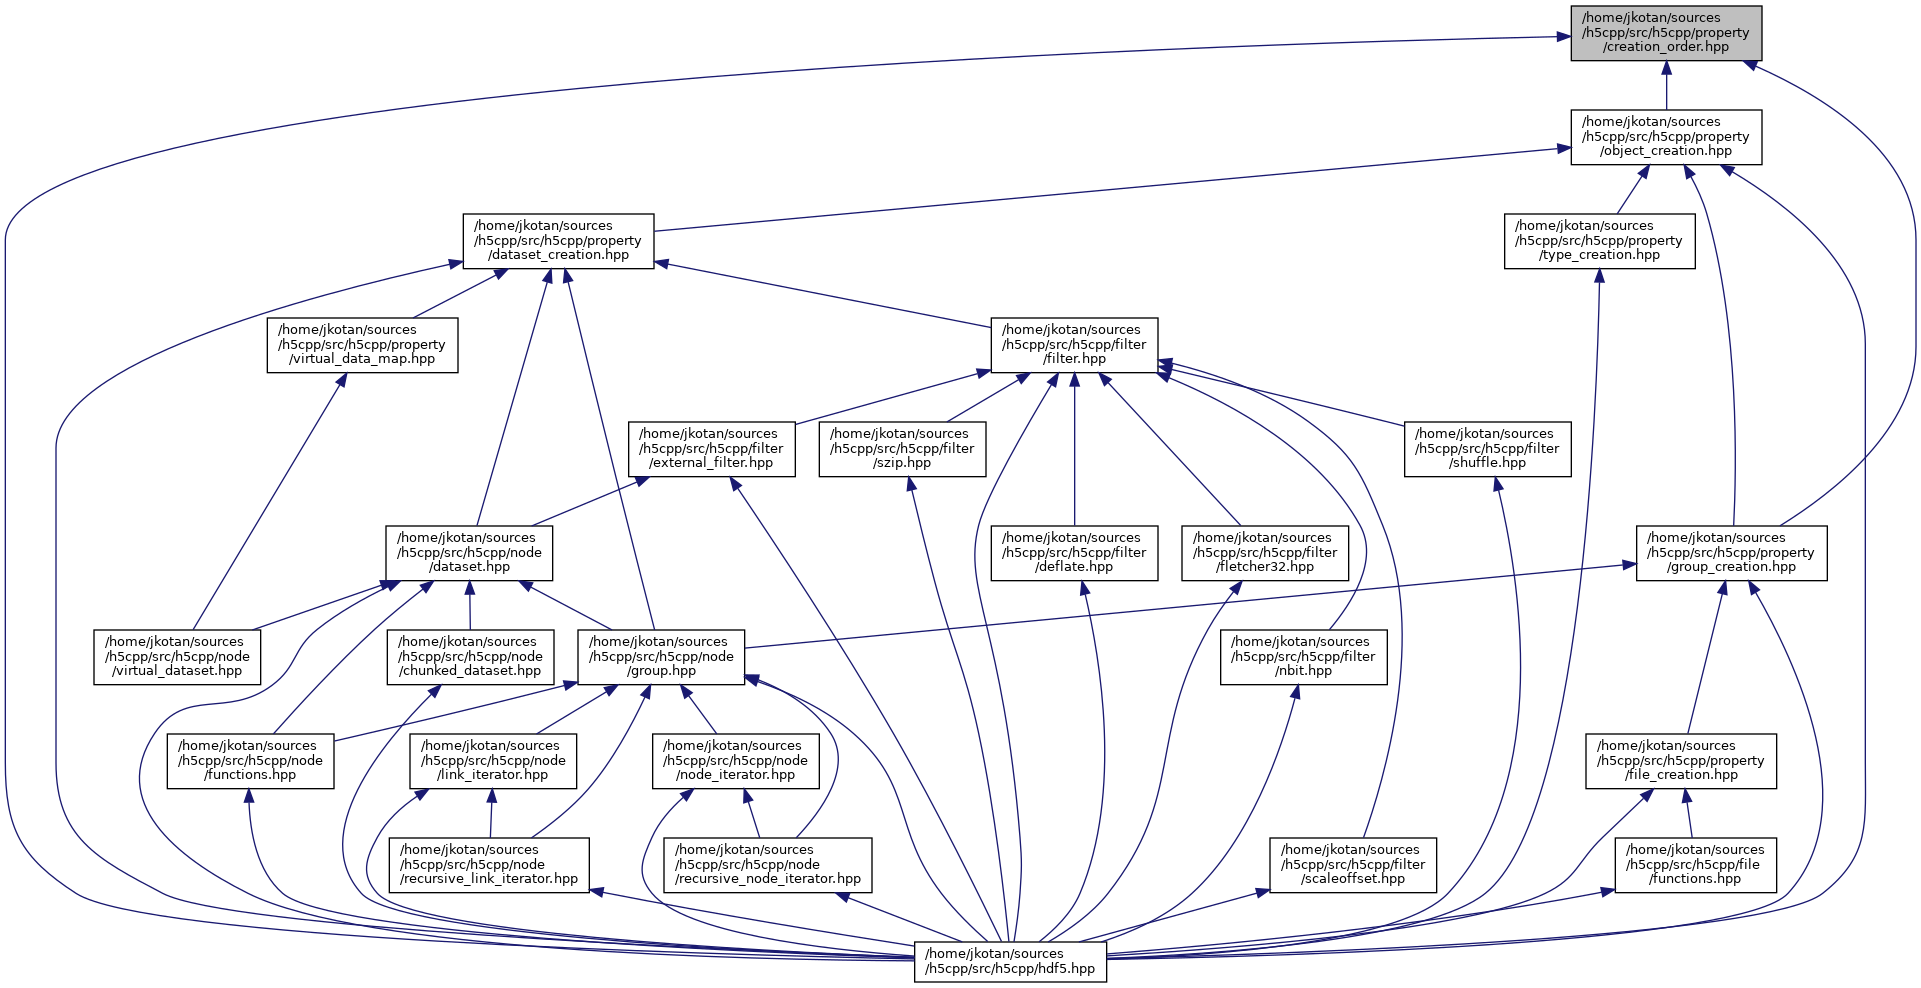 /home/jkotan/sources
/h5cpp/src/h5cpp/property
/creation_order.hpp
/home/jkotan/sources
/h5cpp/src/h5cpp/property
/object_creation.hpp
/home/jkotan/sources
/h5cpp/src/h5cpp/property
/dataset_creation.hpp
/home/jkotan/sources
/h5cpp/src/h5cpp/property
/type_creation.hpp
/home/jkotan/sources
/h5cpp/src/h5cpp/property
/virtual_data_map.hpp
/home/jkotan/sources
/h5cpp/src/h5cpp/filter
/filter.hpp
/home/jkotan/sources
/h5cpp/src/h5cpp/filter
/external_filter.hpp
/home/jkotan/sources
/h5cpp/src/h5cpp/filter
/szip.hpp
/home/jkotan/sources
/h5cpp/src/h5cpp/filter
/shuffle.hpp
/home/jkotan/sources
/h5cpp/src/h5cpp/node
/dataset.hpp
/home/jkotan/sources
/h5cpp/src/h5cpp/filter
/deflate.hpp
/home/jkotan/sources
/h5cpp/src/h5cpp/filter
/fletcher32.hpp
/home/jkotan/sources
/h5cpp/src/h5cpp/property
/group_creation.hpp
/home/jkotan/sources
/h5cpp/src/h5cpp/node
/virtual_dataset.hpp
/home/jkotan/sources
/h5cpp/src/h5cpp/node
/chunked_dataset.hpp
/home/jkotan/sources
/h5cpp/src/h5cpp/node
/group.hpp
/home/jkotan/sources
/h5cpp/src/h5cpp/filter
/nbit.hpp
/home/jkotan/sources
/h5cpp/src/h5cpp/node
/functions.hpp
/home/jkotan/sources
/h5cpp/src/h5cpp/node
/link_iterator.hpp
/home/jkotan/sources
/h5cpp/src/h5cpp/node
/node_iterator.hpp
/home/jkotan/sources
/h5cpp/src/h5cpp/property
/file_creation.hpp
/home/jkotan/sources
/h5cpp/src/h5cpp/node
/recursive_link_iterator.hpp
/home/jkotan/sources
/h5cpp/src/h5cpp/node
/recursive_node_iterator.hpp
/home/jkotan/sources
/h5cpp/src/h5cpp/filter
/scaleoffset.hpp
/home/jkotan/sources
/h5cpp/src/h5cpp/file
/functions.hpp
/home/jkotan/sources
/h5cpp/src/h5cpp/hdf5.hpp